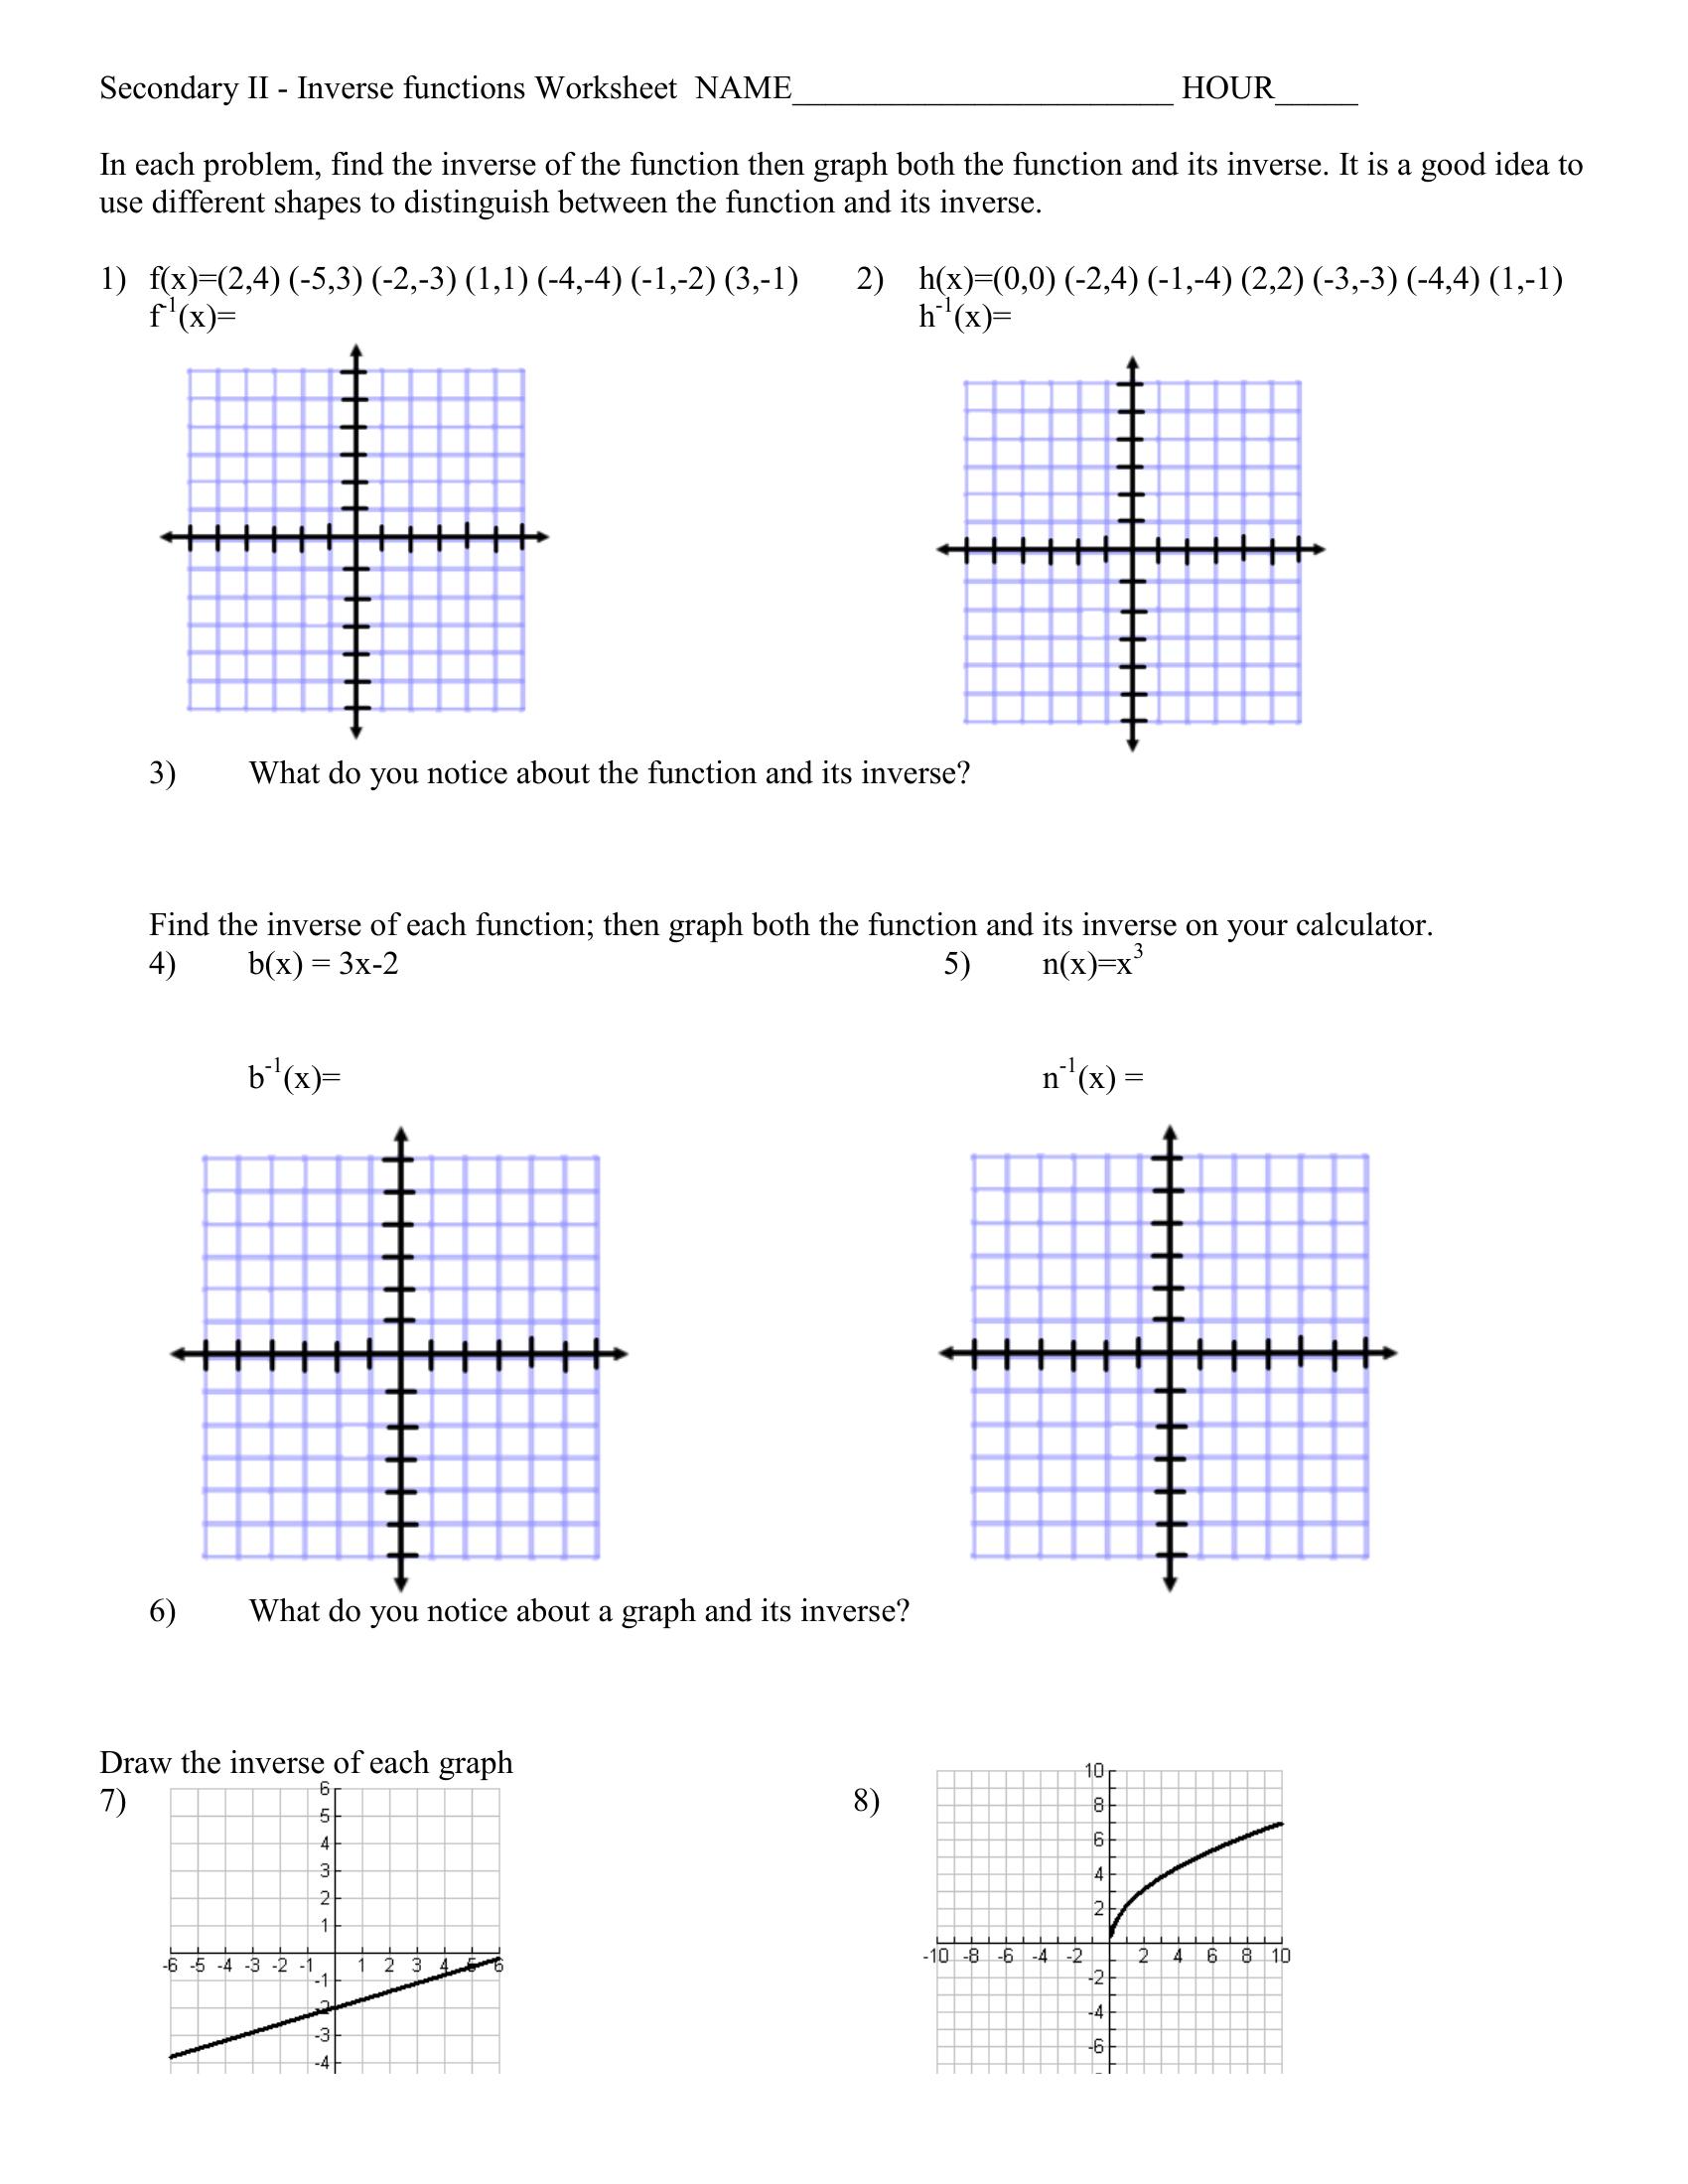 Secondary II - Inverse functions Worksheet  NAME_______________________ HOUR_____
In each problem, find the inverse of the function then graph both the function and its inverse. It is a good idea to
use different shapes to distinguish between the function and its inverse.
1) f(x)=(2,4) (-5,3) (-2,-3) (1,1) (-4,-4) (-1,-2) (3,-1)
f⁻¹(x)=
2) h(x)=(0,0) (-2,4) (-1,-4) (2,2) (-3,-3) (-4,4) (1,-1)
h⁻¹(x)=
3) What do you notice about the function and its inverse?
Find the inverse of each function; then graph both the function and its inverse on your calculator.
4) b(x) = 3x-2
5) n(x)=x³
b⁻¹(x)=
n⁻¹(x) =
6) What do you notice about a graph and its inverse?
Draw the inverse of each graph
7)
6
5
4
3
2
1
-6 -5 -4 -3 -2 -1 1 2 3 4 5 6
-1
-2
-3
-4
8)
10
8
6
4
2
-10 -8 -6 -4 -2 2 4 6 8 10
-2
-4
-6